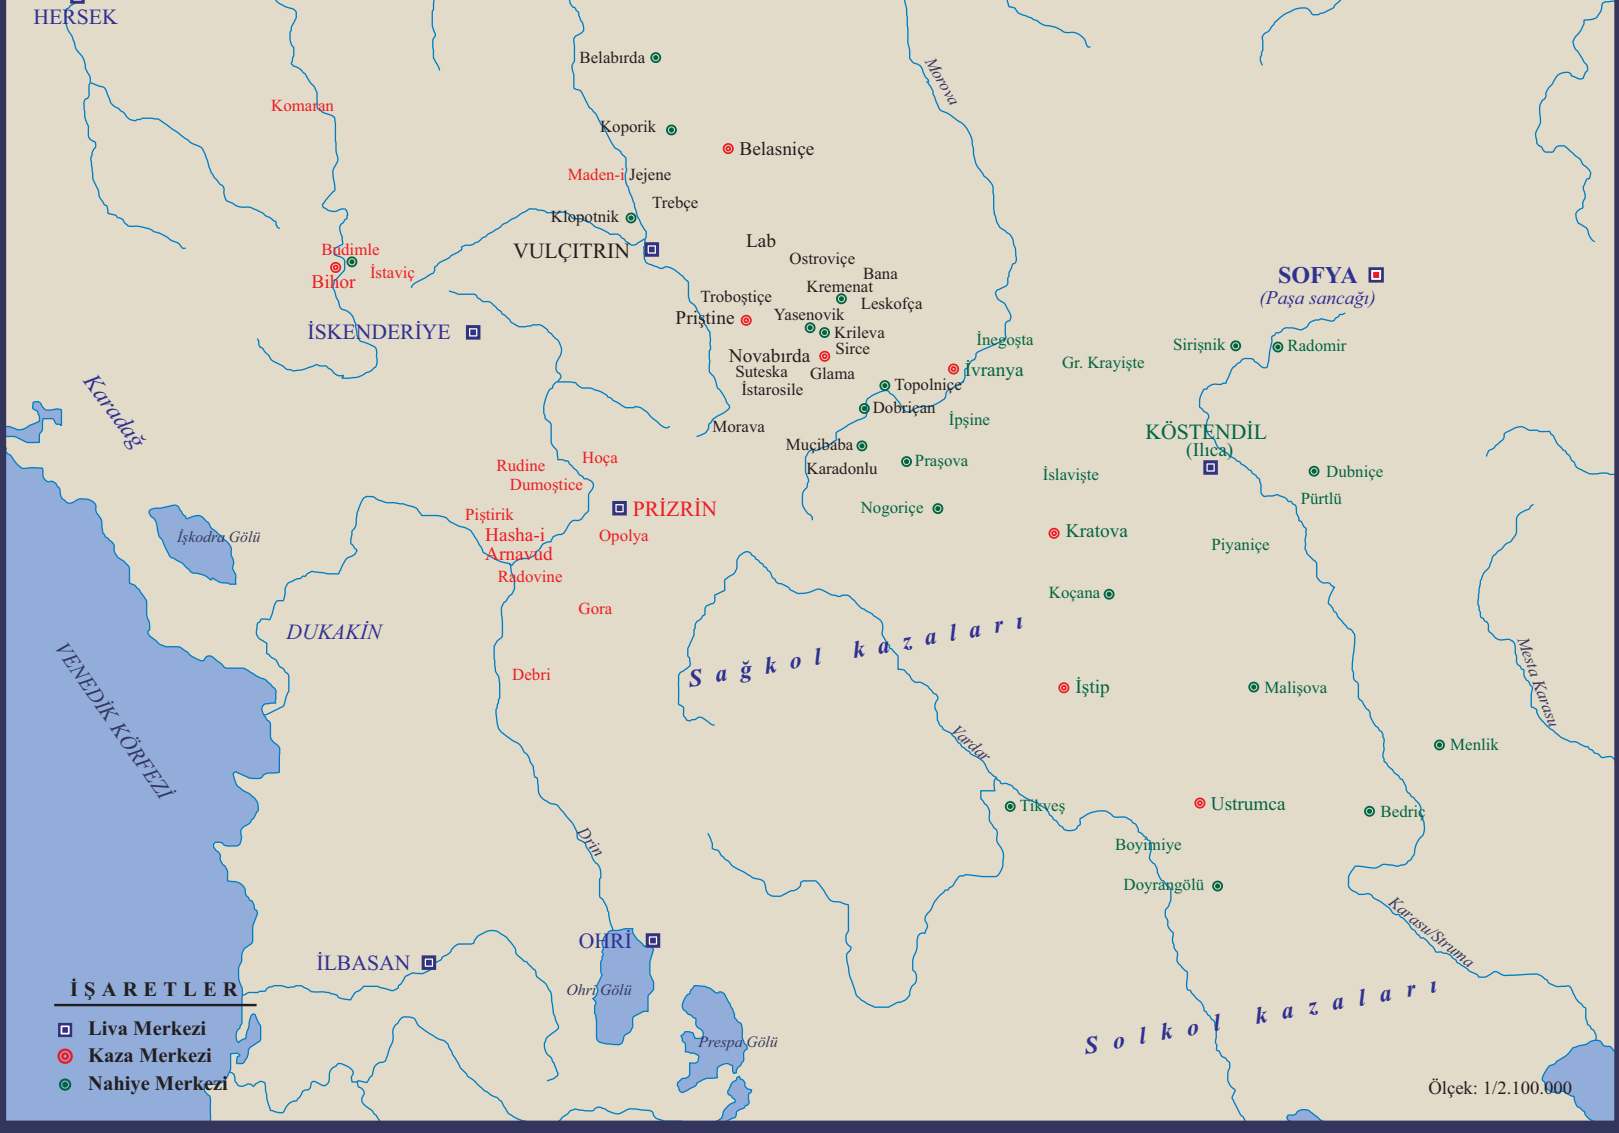 HERSEK
Belabırda
Morova
Komaran
Koporik
Belasniçe
Maden-i Jejene
Trebçe
Klopotnik
VULÇITRIN
Lab
Budimle
Bihor
İstaviç
Ostroviçe
Bana
Kremenat
Leskofça
Troboştiçe
Yasenovik
Priştine
Krileva
Sirce
Novabırda
Suteska
Glama
İstarosile
SOFYA
(Paşa sancağı)
İSKENDERİYE
İnegoşta
Sirişnik
Radomir
İvranya
Gr. Krayişte
Topolniçe
Dobriçan
Karadağ
İpşine
Morava
KÖSTENDİL
(Ilıca)
Muçibaba
Karadonlu
Praşova
Hoça
Rudine
Dumoştice
İslavişte
Dubniçe
Pürtlü
PRİZRİN
Nogoriçe
Piştirik
Hasha-i
Arnavud
Opolya
Kratova
İşkodra Gölü
Piyaniçe
Radovine
Koçana
Gora
DUKAKİN
Sağkol kazaları
Debri
VENEDİK KÖRFEZİ
İştip
Malişova
Mesta Karasu
Vardar
Menlik
Tikveş
Ustrumca
Bedriç
Drin
Boyimiye
Doyrangölü
Karasu/Struma
OHRİ
İLBASAN
Ohri Gölü
Solkol kazaları
Prespa Gölü
İŞARETLER
Liva Merkezi
Kaza Merkezi
Nahiye Merkezi
Ölçek: 1/2.100.000